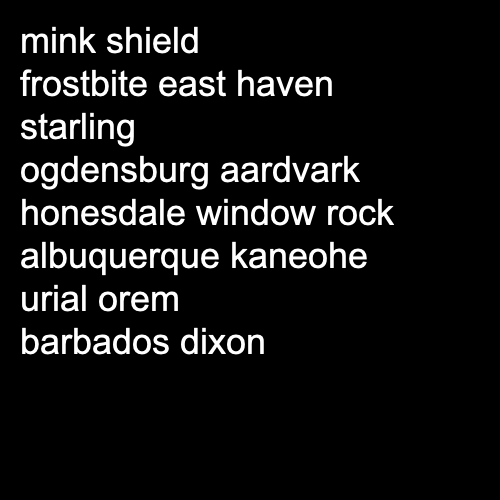 mink shield
frostbite east haven
starling
ogdensburg aardvark
honesdale window rock
albuquerque kaneohe
urial orem
barbados dixon